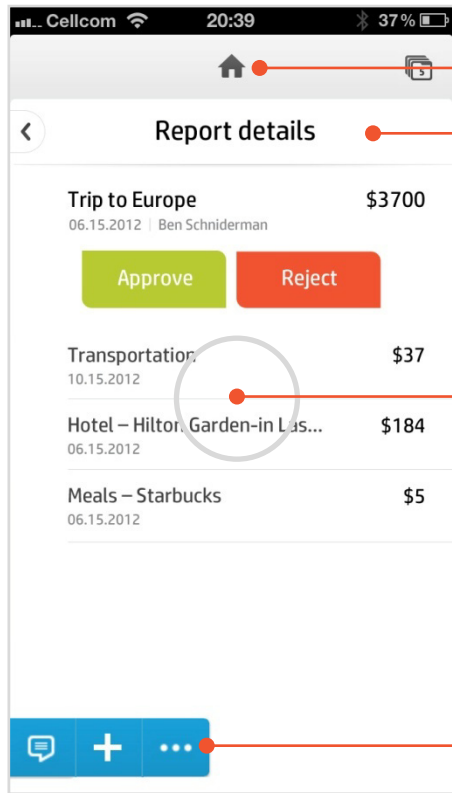 Cellcom 20:39 37%
5
Report details
Trip to Europe $3700
06.15.2012 | Ben Schniderman
Approve Reject
Transportation $37
10.15.2012
Hotel – Hilton Garden-in Las... $184
06.15.2012
Meals – Starbucks $5
06.15.2012